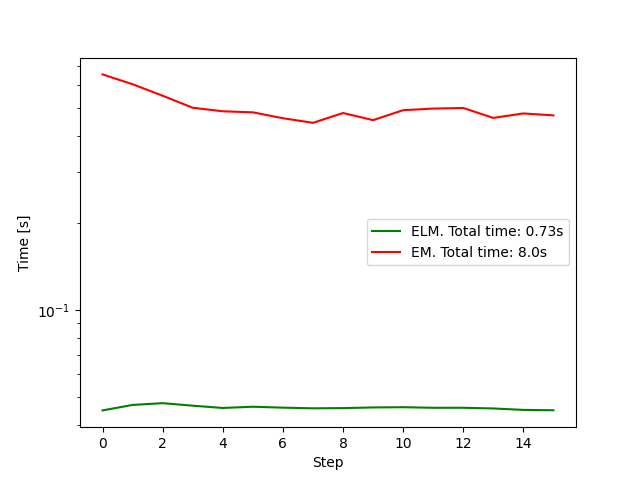 Time [s]
10⁻¹
ELM. Total time: 0.73s
EM. Total time: 8.0s
0 2 4 6 8 10 12 14
Step